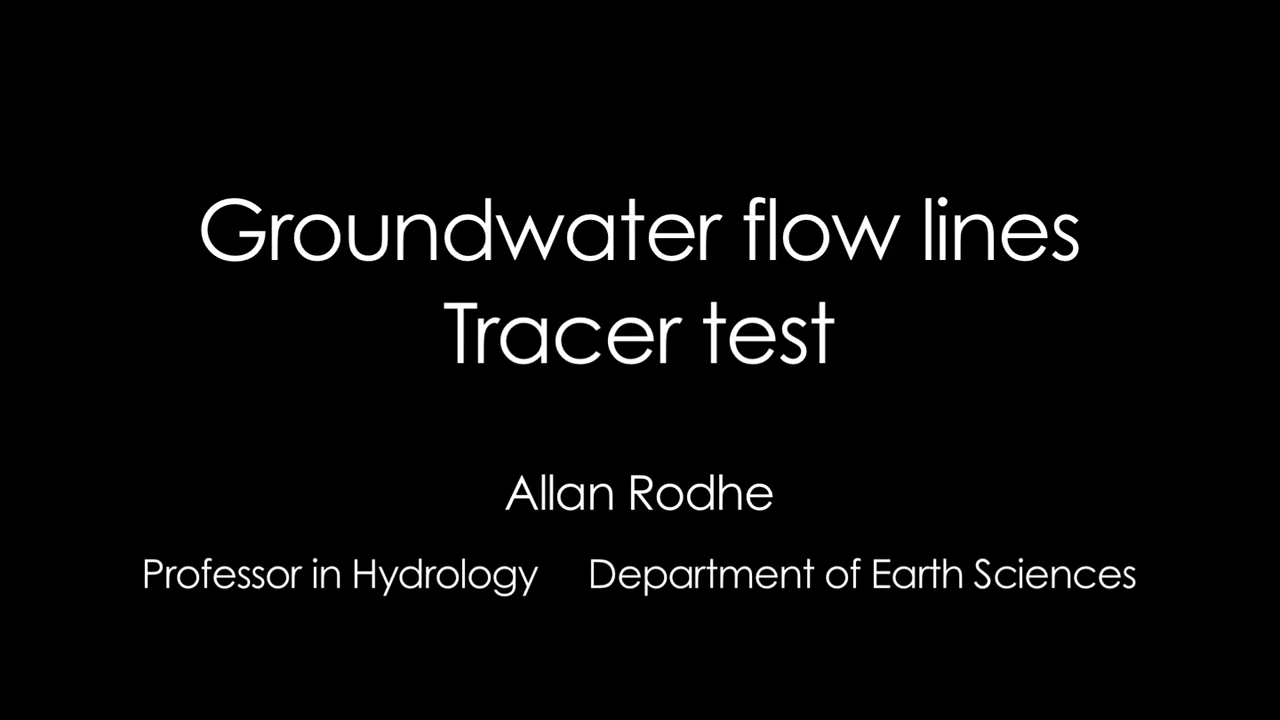 Groundwater flow lines
Tracer test
Allan Rodhe
Professor in Hydrology Department of Earth Sciences